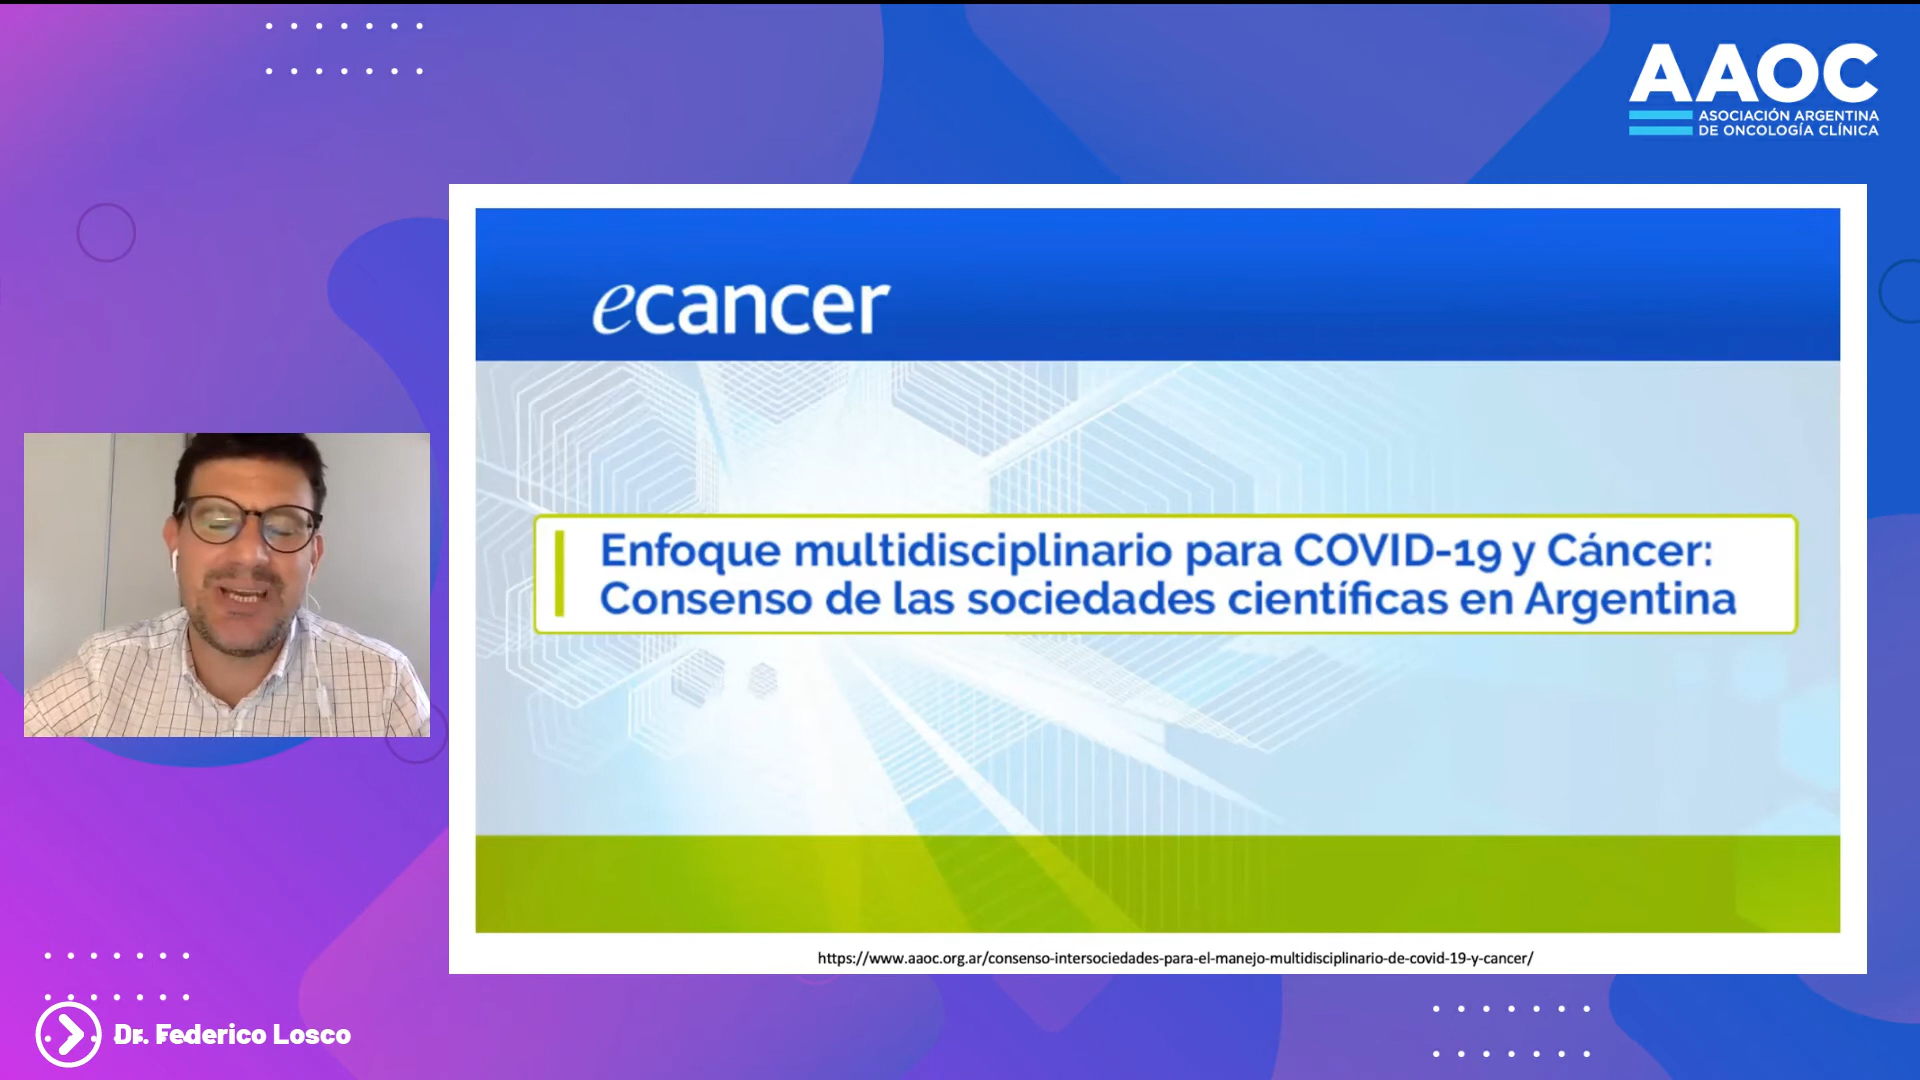 AAOC
ASOCIACIÓN ARGENTINA
DE ONCOLOGÍA CLÍNICA
ecancer
Enfoque multidisciplinario para COVID-19 y Cáncer:
Consenso de las sociedades científicas en Argentina
https://www.aaoc.org.ar/consenso-intersociedades-para-el-manejo-multidisciplinario-de-covid-19-y-cancer/
Dr. Federico Losco